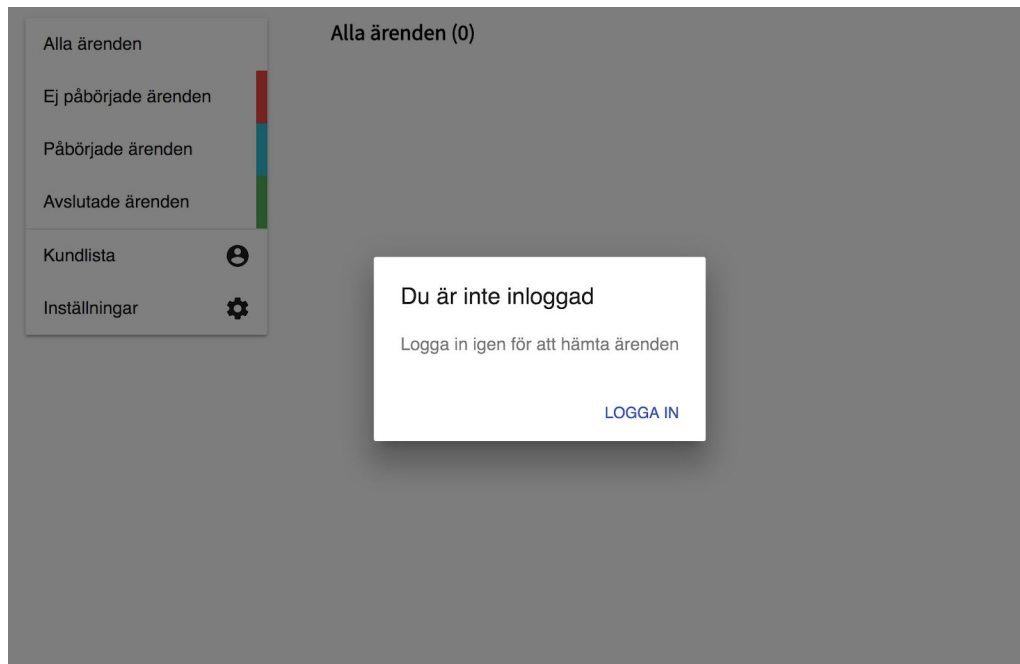 Alla ärenden
Ej påbörjade ärenden
Påbörjade ärenden
Avslutade ärenden
Kundlista
Inställningar
Alla ärenden (0)
Du är inte inloggad
Logga in igen för att hämta ärenden
LOGGA IN